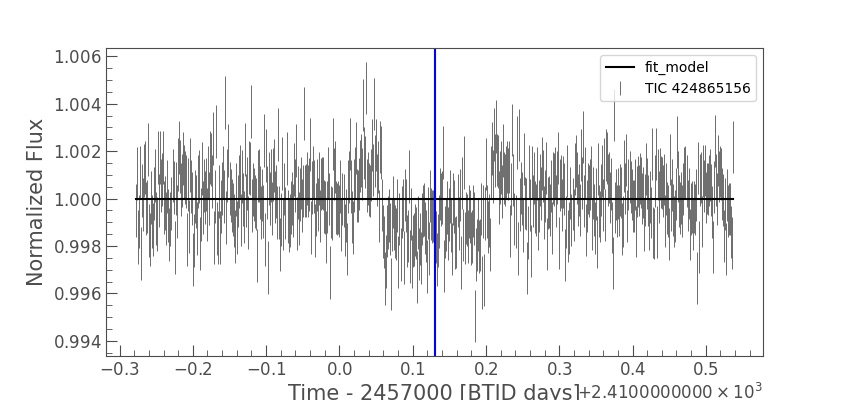 1.006
1.004
1.002
1.000
0.998
0.996
0.994
Normalized Flux
fit_model
TIC 424865156
−0.3 −0.2 −0.1 0.0 0.1 0.2 0.3 0.4 0.5
Time - 2457000 [BTJD days]
+2.4100000000 × 10³